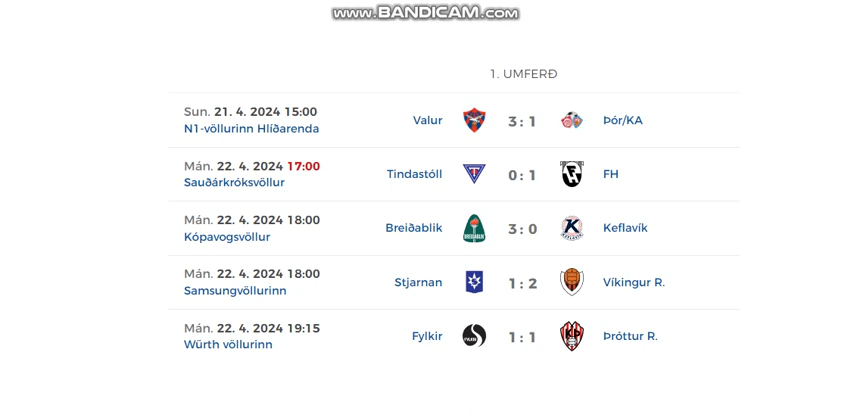 www.BANDICAM.com
1. UMFERÐ
Sun. 21. 4. 2024 15:00
N1-völlurinn Hlíðarenda
Valur 3 : 1 Þór/KA
Mán. 22. 4. 2024 17:00
Sauðárkróksvöllur
Tindastóll 0 : 1 FH
Mán. 22. 4. 2024 18:00
Kópavogsvöllur
Breiðablik BREIÐABLIK 3 : 0 KEFLAVÍK Keflavík
Mán. 22. 4. 2024 18:00
Samsungvöllurinn
Stjarnan 1 : 2 Víkingur R.
Mán. 22. 4. 2024 19:15
Würth völlurinn
Fylkir FYLKIR 1 : 1 Þróttur R.